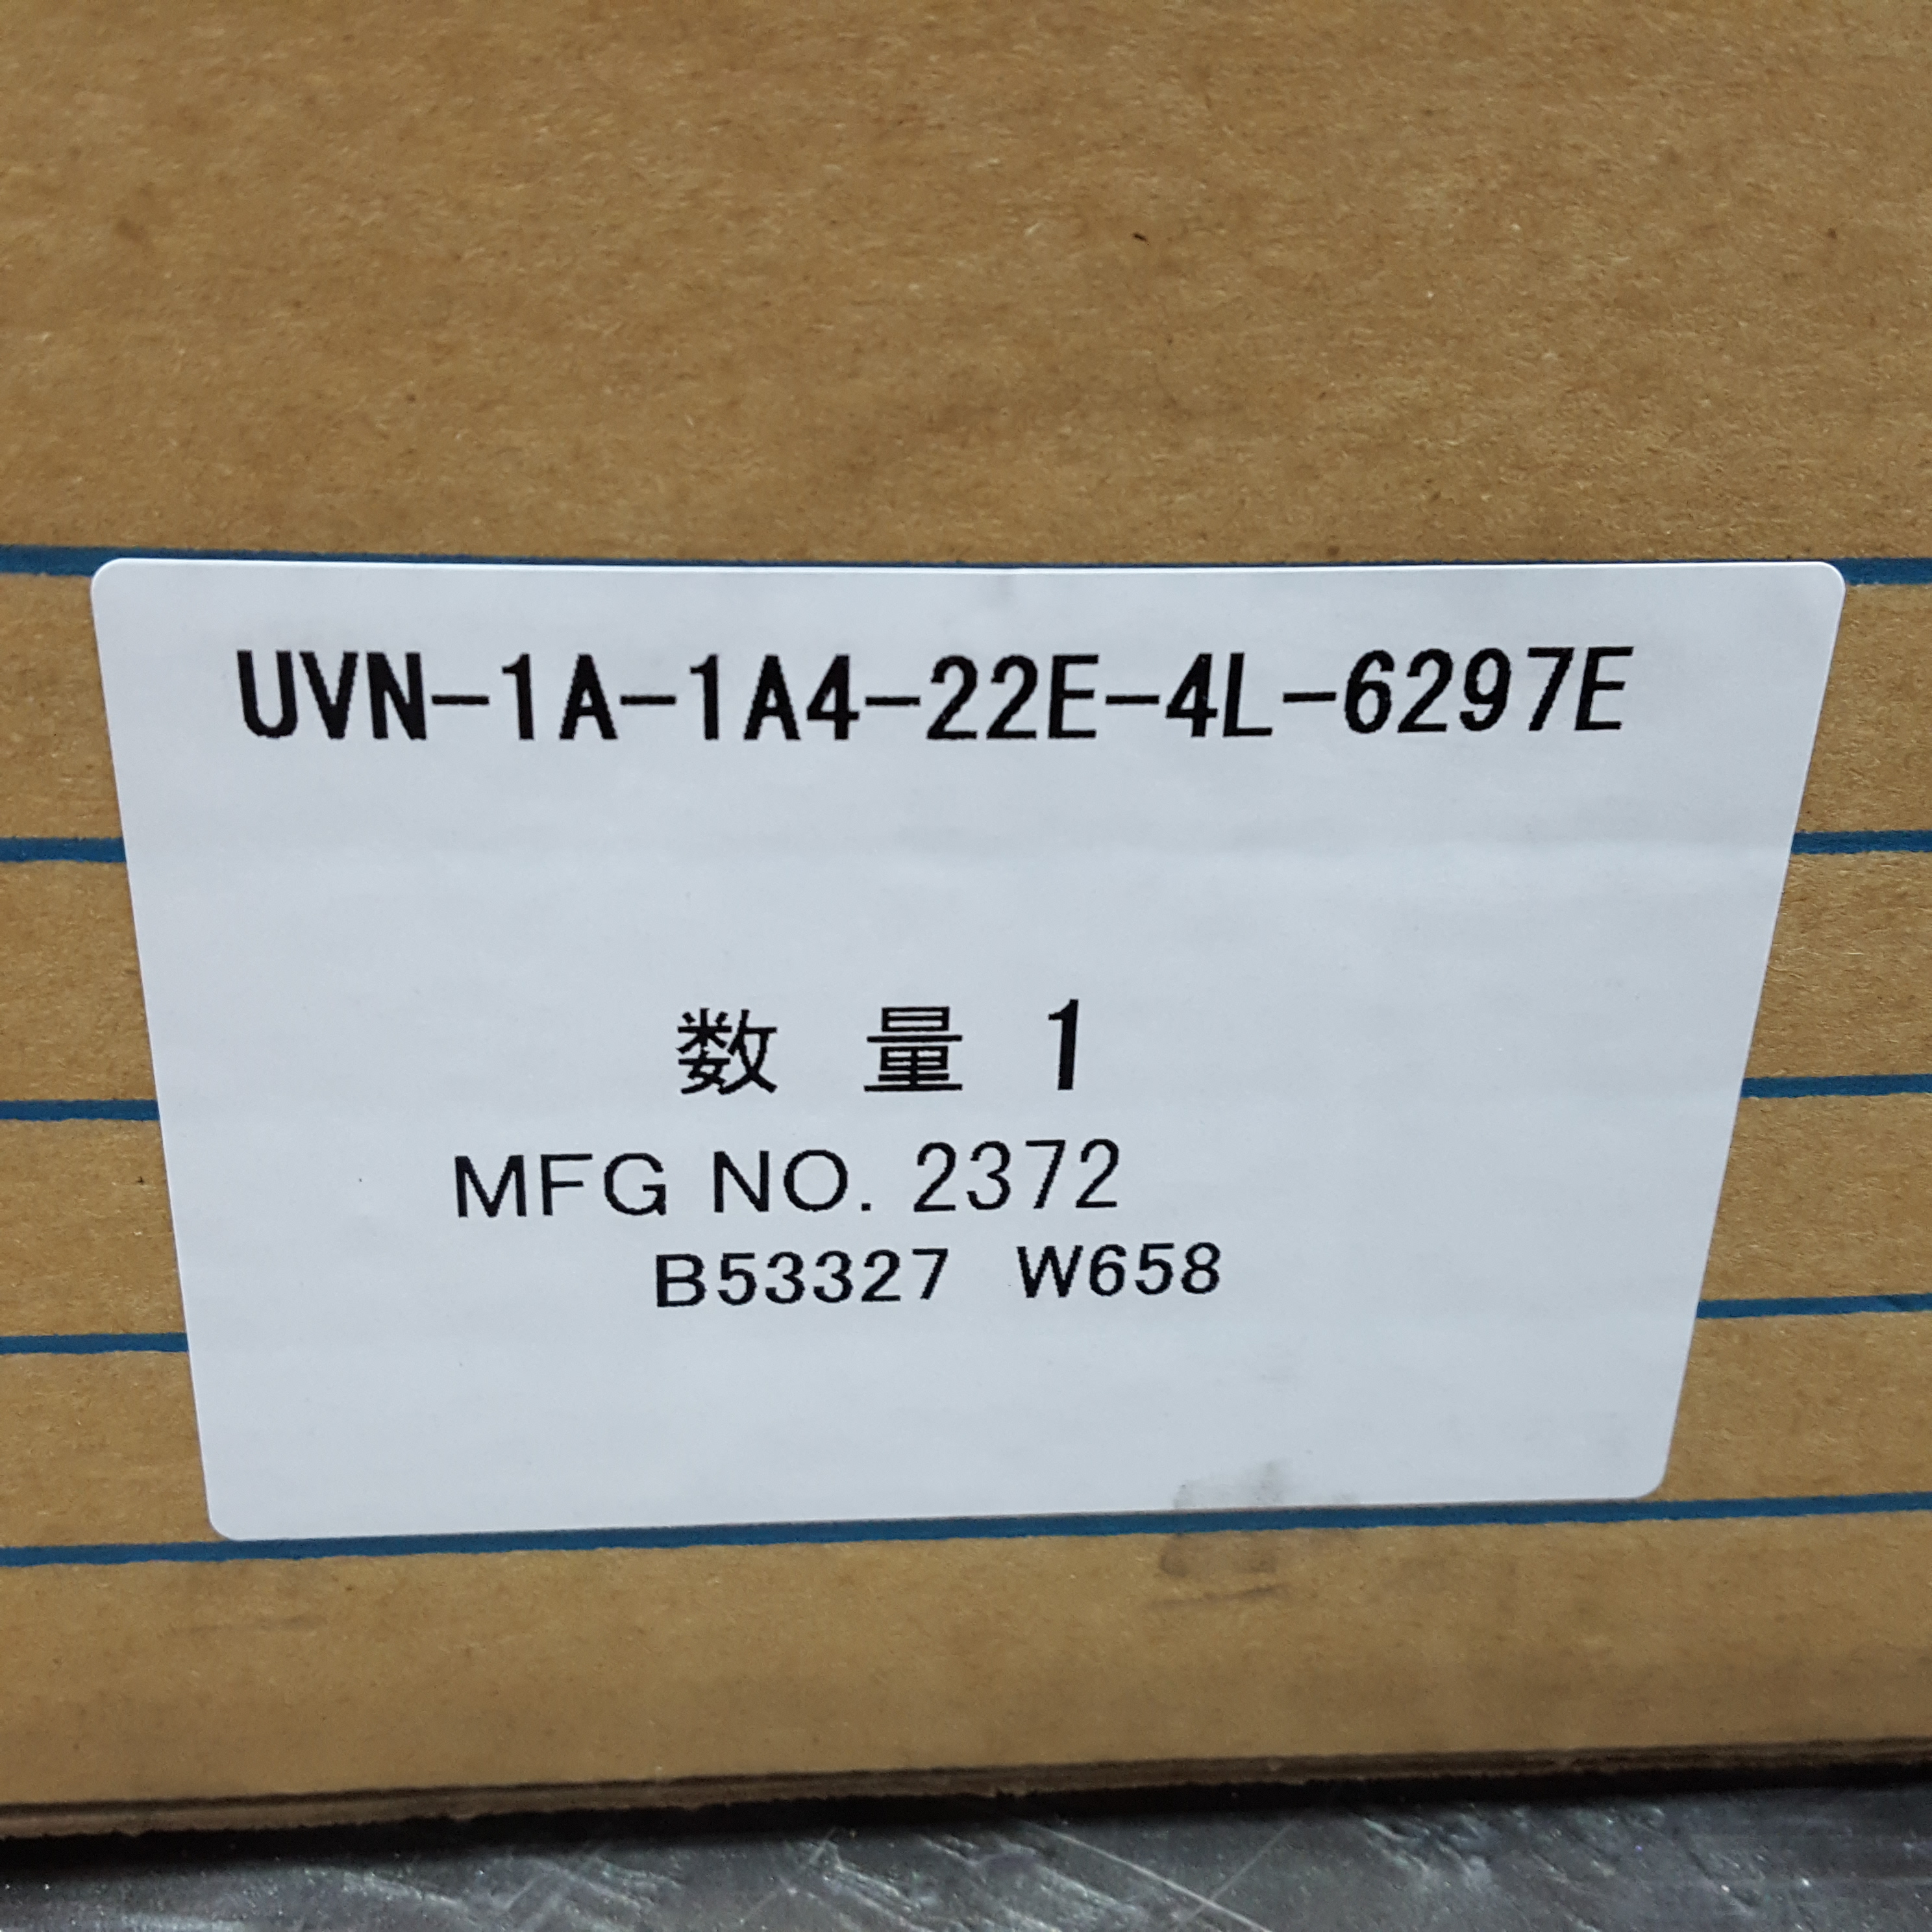 UVN-1A-1A4-22E-4L-6297E
数 量 1
MFG NO. 2372
B53327 W658